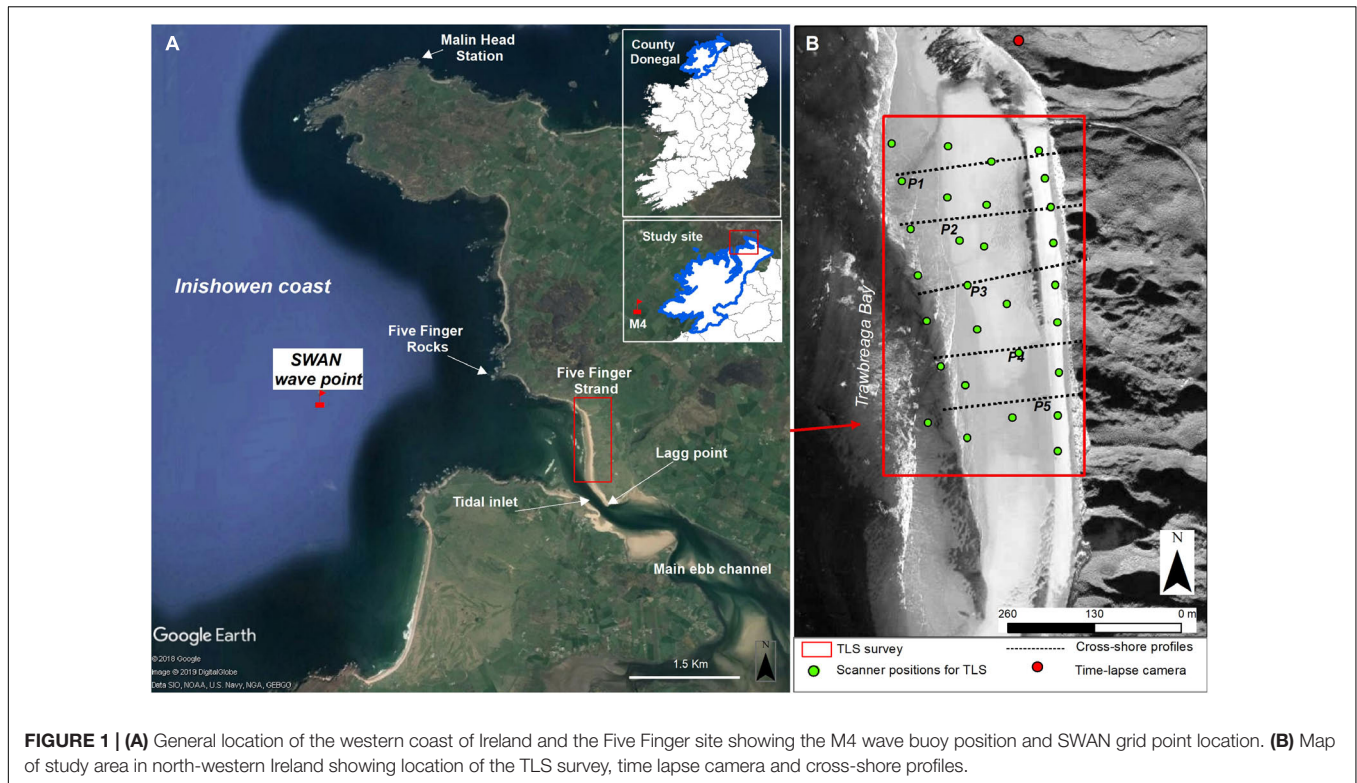 A
Malin Head
Station
County
Donegal
Study site
M4
Inishowen coast
SWAN
wave point
Five Finger
Rocks
Five Finger
Strand
Lagg point
Tidal inlet
Main ebb channel
Google Earth
© 2018 Google
Image © 2019 DigitalGlobe
Data SIO, NOAA, U.S. Navy, NGA, GEBCO
1.5 Km
N
B
P1
P2
P3
P4
P5
Trawbreaga Bay
N
260 130 0 m
TLS survey
Cross-shore profiles
Scanner positions for TLS
Time-lapse camera
FIGURE 1 | (A) General location of the western coast of Ireland and the Five Finger site showing the M4 wave buoy position and SWAN grid point location. (B) Map
of study area in north-western Ireland showing location of the TLS survey, time lapse camera and cross-shore profiles.